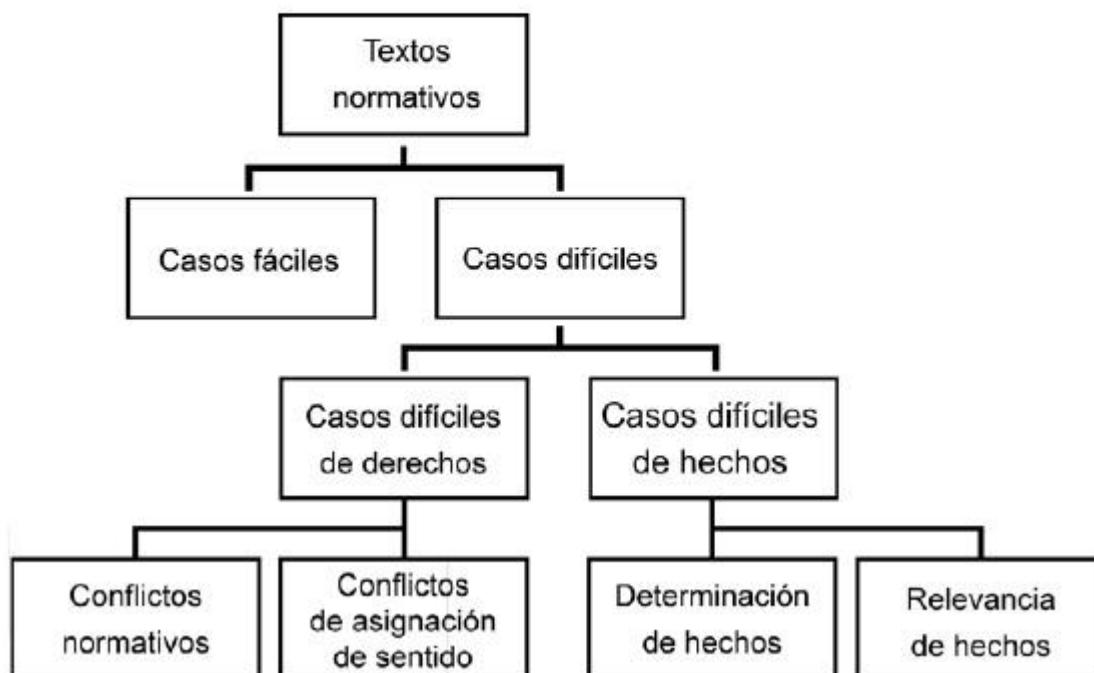 Textos
normativos
Casos fáciles
Casos difíciles
Casos difíciles
de derechos
Casos difíciles
de hechos
Conflictos
normativos
Conflictos
de asignación
de sentido
Determinación
de hechos
Relevancia
de hechos